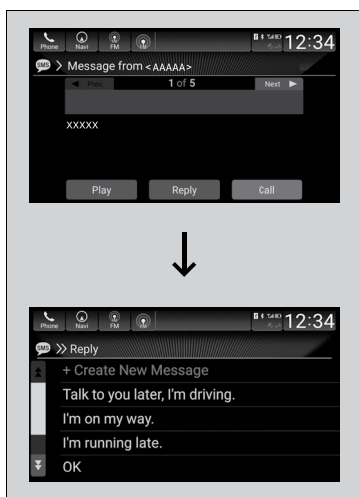 Phone Navi FM 12:34
SMS > Message from <AAAAA>
Prev. 1 of 5 Next
xxxxx
Play Reply Call
Phone Navi FM 12:34
SMS >> Reply
+ Create New Message
Talk to you later, I'm driving.
I'm on my way.
I'm running late.
OK